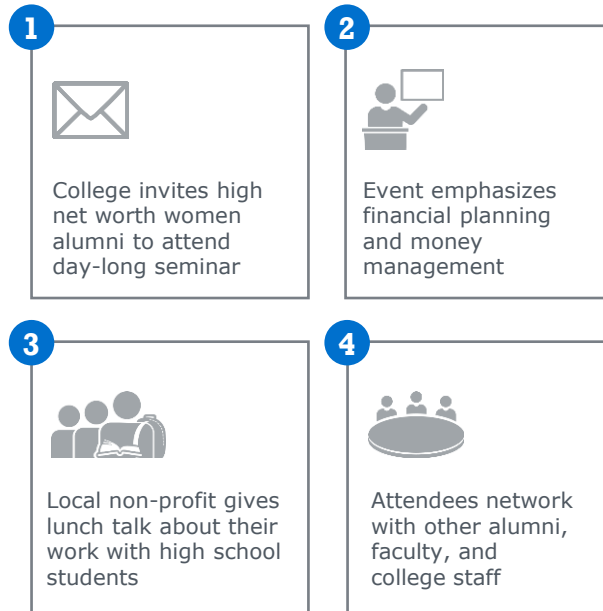 1
College invites high
net worth women
alumni to attend
day-long seminar
2
Event emphasizes
financial planning
and money
management
3
Local non-profit gives
lunch talk about their
work with high school
students
4
Attendees network
with other alumni,
faculty, and
college staff